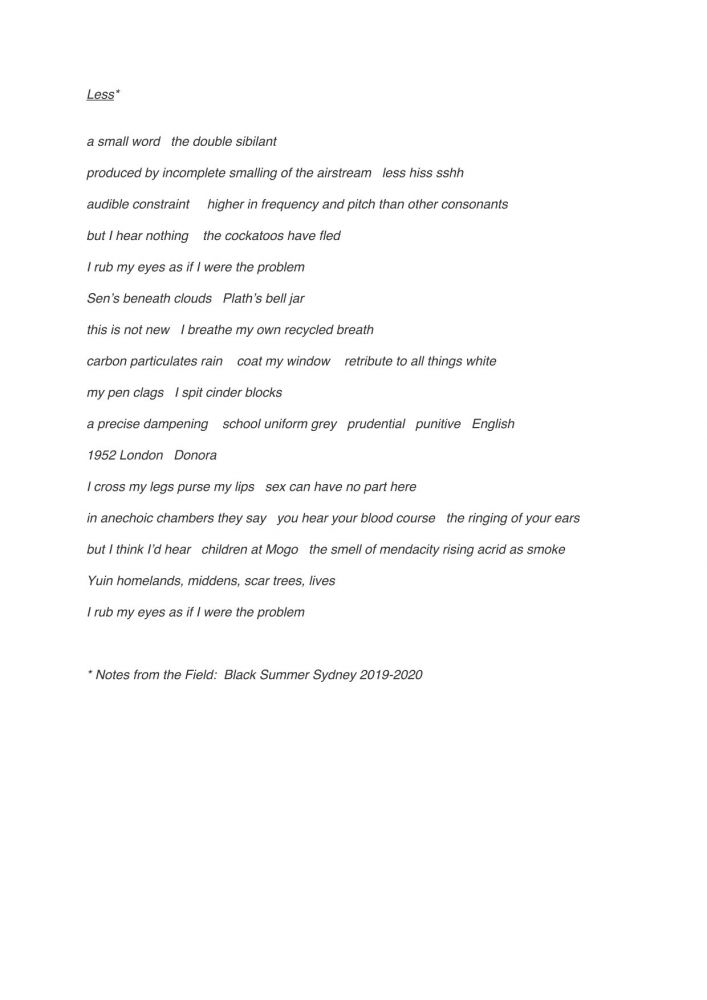 Less*
a small word   the double sibilant
produced by incomplete smalling of the airstream   less hiss sshh
audible constraint     higher in frequency and pitch than other consonants
but I hear nothing    the cockatoos have fled
I rub my eyes as if I were the problem
Sen's beneath clouds   Plath's bell jar
this is not new   I breathe my own recycled breath
carbon particulates rain    coat my window    retribute to all things white
my pen clags   I spit cinder blocks
a precise dampening    school uniform grey   prudential   punitive   English
1952 London   Donora
I cross my legs purse my lips   sex can have no part here
in anechoic chambers they say   you hear your blood course   the ringing of your ears
but I think I'd hear   children at Mogo   the smell of mendacity rising acrid as smoke
Yuin homelands, middens, scar trees, lives
I rub my eyes as if I were the problem
* Notes from the Field:  Black Summer Sydney 2019-2020